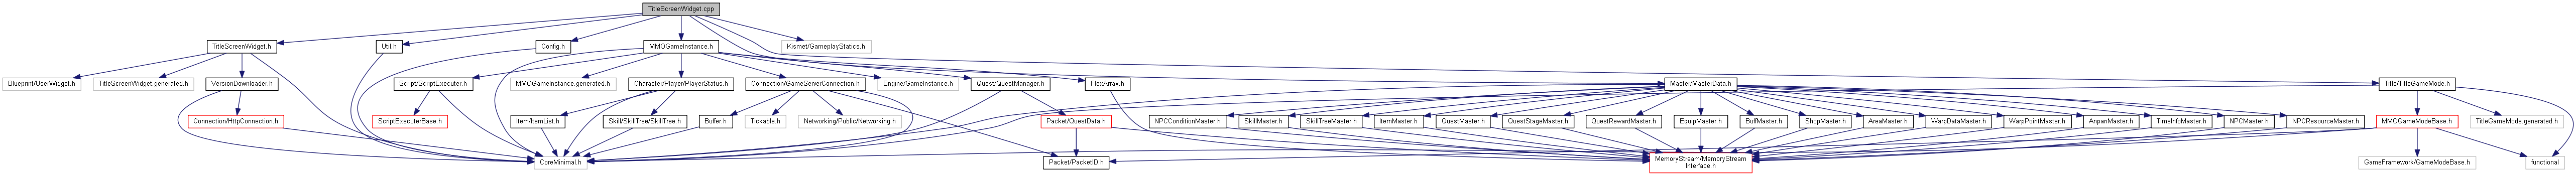 TitleScreenWidget.cpp
TitleScreenWidget.h
Util.h
Config.h
MMOGameInstance.h
Kismet/GameplayStatics.h
Blueprint/UserWidget.h
TitleScreenWidget.generated.h
VersionDownloader.h
Script/ScriptExecuter.h
MMOGameInstance.generated.h
Character/Player/PlayerStatus.h
Connection/GameServerConnection.h
Engine/GameInstance.h
Quest/QuestManager.h
FlexArray.h
Master/MasterData.h
Title/TitleGameMode.h
Connection/HttpConnection.h
ScriptExecuterBase.h
Item/ItemList.h
Skill/SkillTree/SkillTree.h
Buffer.h
Tickable.h
Networking/Public/Networking.h
Packet/QuestData.h
NPCConditionMaster.h
SkillMaster.h
SkillTreeMaster.h
ItemMaster.h
QuestMaster.h
QuestStageMaster.h
QuestRewardMaster.h
EquipMaster.h
BuffMaster.h
ShopMaster.h
AreaMaster.h
WarpDataMaster.h
WarpPointMaster.h
AnpanMaster.h
TimeInfoMaster.h
NPCMaster.h
NPCResourceMaster.h
MMOGameModeBase.h
TitleGameMode.generated.h
CoreMinimal.h
Packet/PacketID.h
MemoryStream/MemoryStream
Interface.h
GameFramework/GameModeBase.h
functional